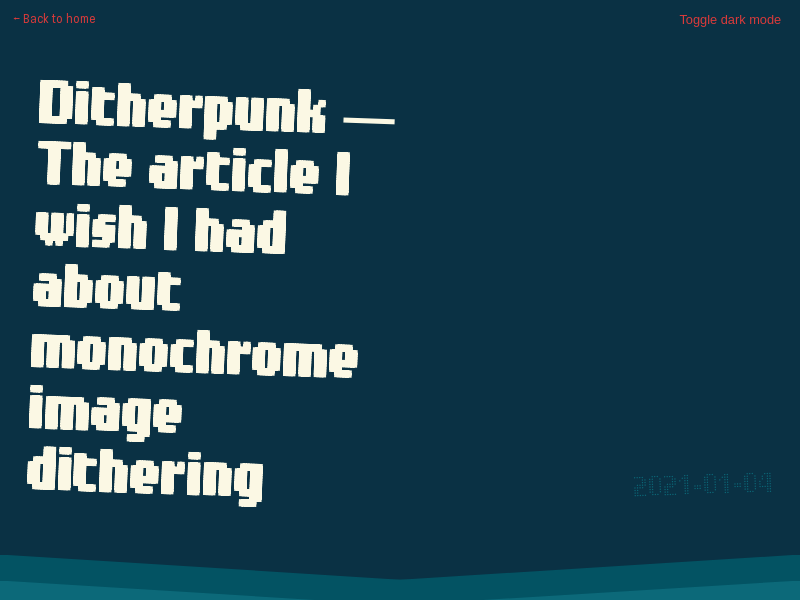 ← Back to home
Toggle dark mode
Ditherpunk —
The article I
wish I had
about
monochrome
image
dithering
2021-01-04